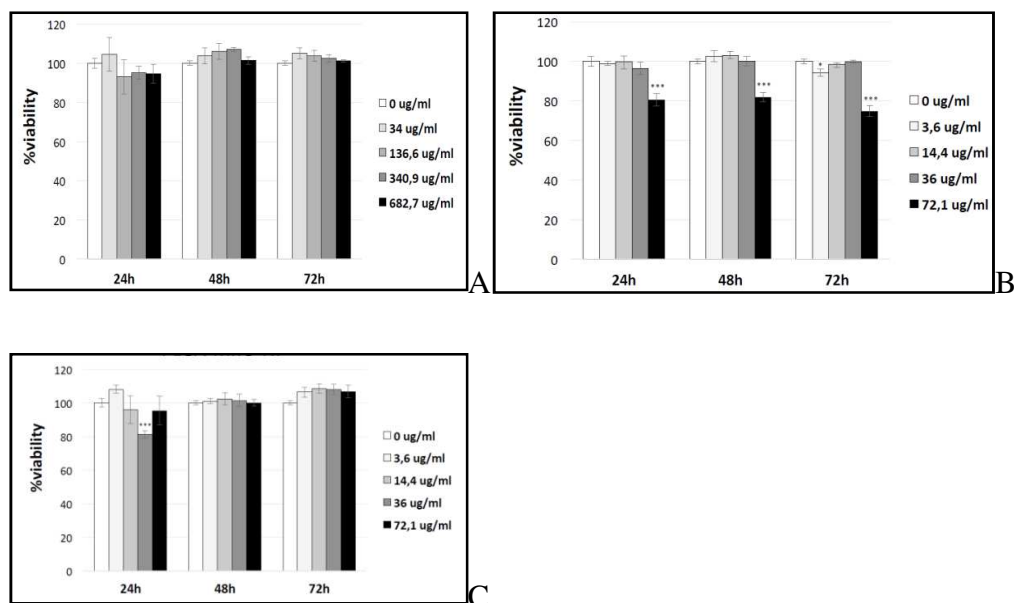 120
100
80
60
40
20
0
%viability
24h 48h 72h
0 ug/ml
34 ug/ml
136,6 ug/ml
340,9 ug/ml
682,7 ug/ml
A
120
100
80
60
40
20
0
%viability
***
***
*
***
24h 48h 72h
0 ug/ml
3,6 ug/ml
14,4 ug/ml
36 ug/ml
72,1 ug/ml
B
120
100
80
60
40
20
0
%viability
***
24h 48h 72h
0 ug/ml
3,6 ug/ml
14,4 ug/ml
36 ug/ml
72,1 ug/ml
C